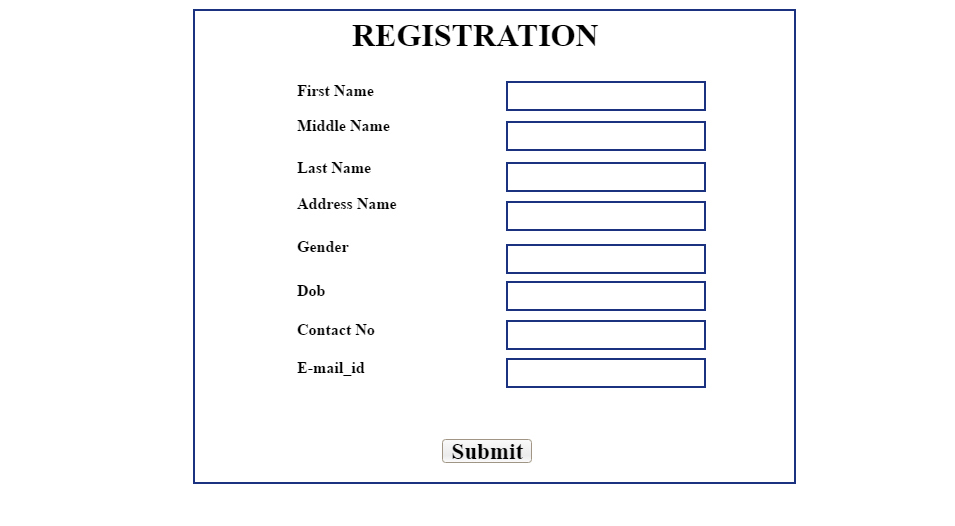 REGISTRATION
First Name
Middle Name
Last Name
Address Name
Gender
Dob
Contact No
E-mail_id
Submit